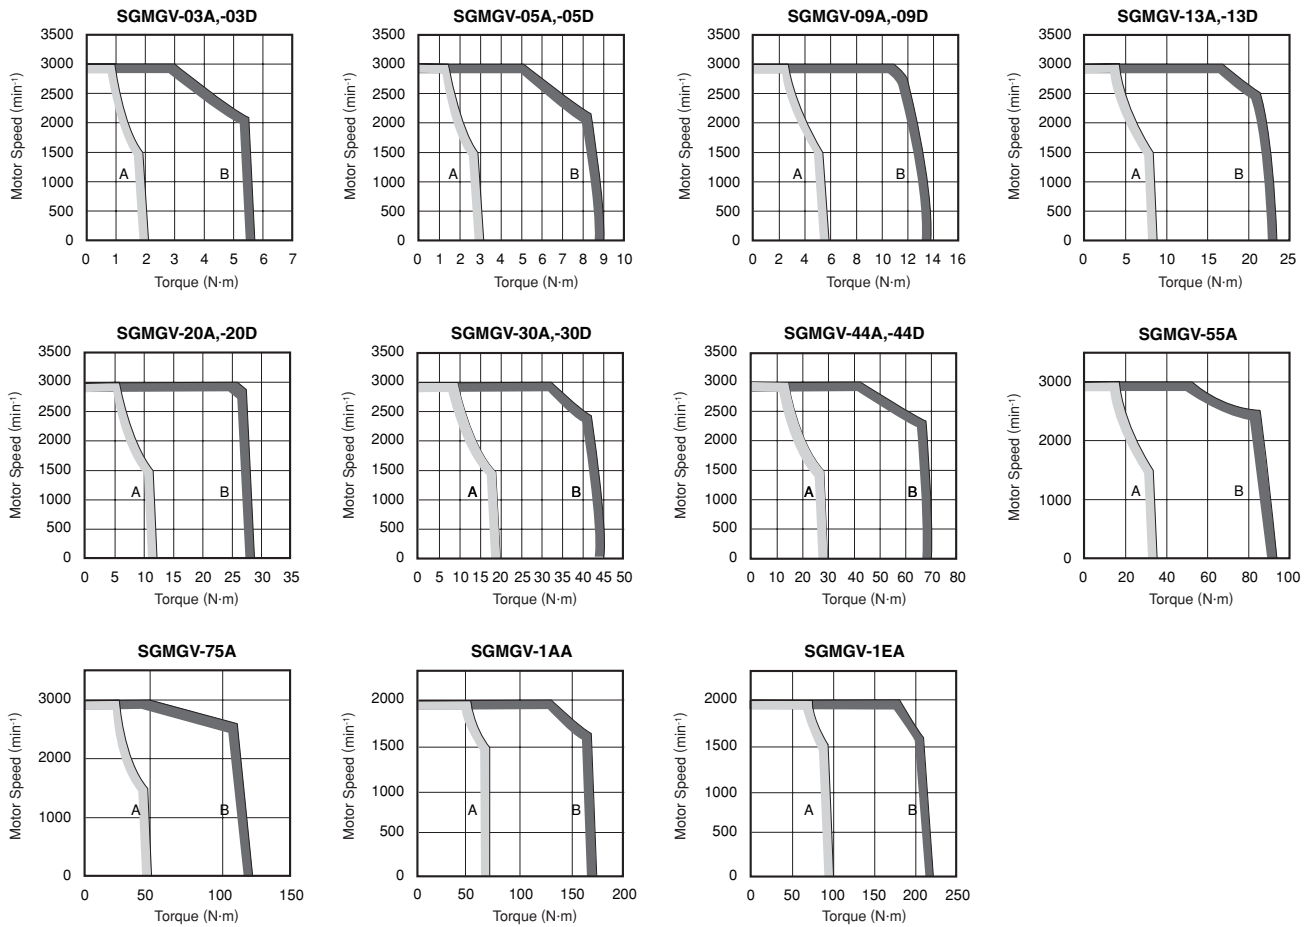 SGMGV-03A,-03D
3500
3000
2500
2000
1500
1000
500
0
Motor Speed (min-1)
A
B
0 1 2 3 4 5 6 7
Torque (N·m)
SGMGV-05A,-05D
3500
3000
2500
2000
1500
1000
500
0
Motor Speed (min-1)
A
B
0 1 2 3 4 5 6 7 8 9 10
Torque (N·m)
SGMGV-09A,-09D
3500
3000
2500
2000
1500
1000
500
0
Motor Speed (min-1)
A
B
0 2 4 6 8 10 12 14 16
Torque (N·m)
SGMGV-13A,-13D
3500
3000
2500
2000
1500
1000
500
0
Motor Speed (min-1)
A
B
0 5 10 15 20 25
Torque (N·m)
SGMGV-20A,-20D
3500
3000
2500
2000
1500
1000
500
0
Motor Speed (min-1)
A
B
0 5 10 15 20 25 30 35
Torque (N·m)
SGMGV-30A,-30D
3500
3000
2500
2000
1500
1000
500
0
Motor Speed (min-1)
A
B
0 5 10 15 20 25 30 35 40 45 50
Torque (N·m)
SGMGV-44A,-44D
3500
3000
2500
2000
1500
1000
500
0
Motor Speed (min-1)
A
B
0 10 20 30 40 50 60 70 80
Torque (N·m)
SGMGV-55A
3000
2000
1000
0
Motor Speed (min-1)
A
B
0 20 40 60 80 100
Torque (N·m)
SGMGV-75A
3000
2000
1000
0
Motor Speed (min-1)
A
B
0 50 100 150
Torque (N·m)
SGMGV-1AA
2000
1500
1000
500
0
Motor Speed (min-1)
A
B
0 50 100 150 200
Torque (N·m)
SGMGV-1EA
2000
1500
1000
500
0
Motor Speed (min-1)
A
B
0 50 100 150 200 250
Torque (N·m)